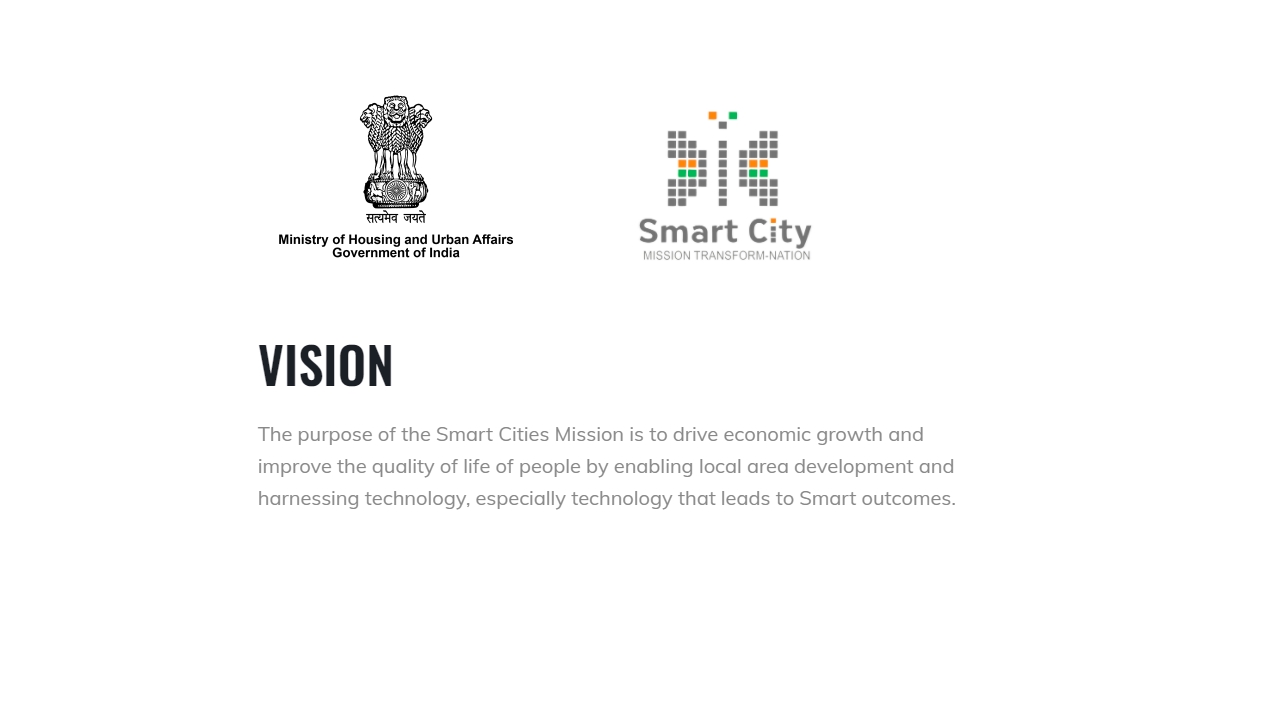 सत्यमेव जयते
Ministry of Housing and Urban Affairs
Government of India
Smart City
MISSION TRANSFORM-NATION
VISION
The purpose of the Smart Cities Mission is to drive economic growth and
improve the quality of life of people by enabling local area development and
harnessing technology, especially technology that leads to Smart outcomes.